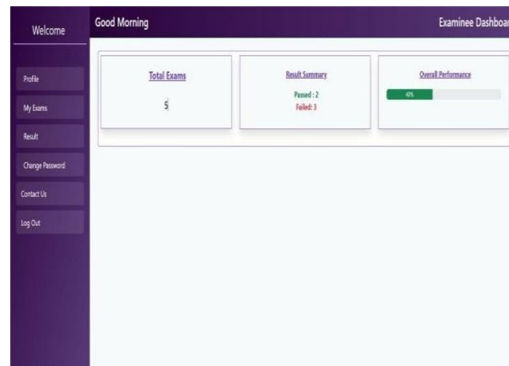 Welcome
Good Morning
Examinee Dashboar
Profile
My Exams
Result
Change Password
Contact Us
Log Out
Total Exams
5
Result Summary
Passed : 2
Failed: 3
Overall Performance
40%